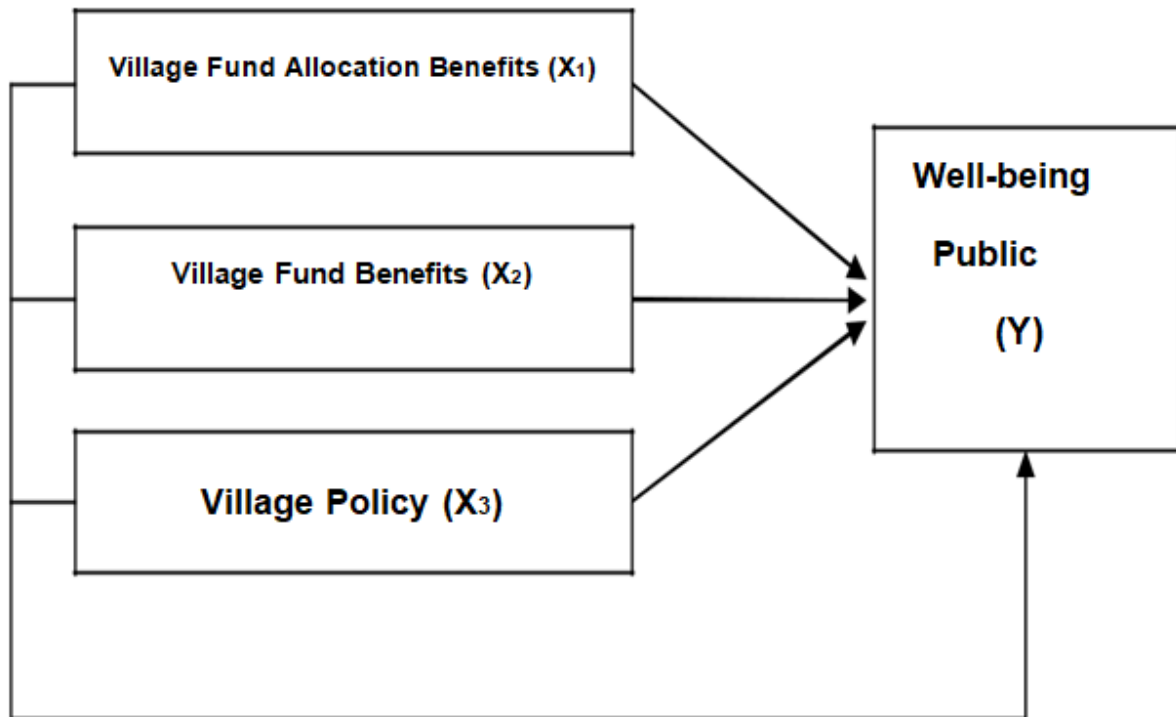 Village Fund Allocation Benefits (X₁)
Village Fund Benefits (X₂)
Village Policy (X₃)
Well-being
Public
(Y)